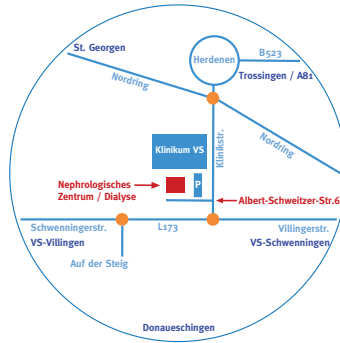 St. Georgen
Herdenen
B523
Trossingen / A81
Nordring
Klinikstr.
Nordring
Klinikum VS
P
Nephrologisches
Zentrum / Dialyse
Albert-Schweitzer-Str.6
Schwenningerstr.
L173
Villingerstr.
VS-Villingen
VS-Schwenningen
Auf der Steig
Donaueschingen